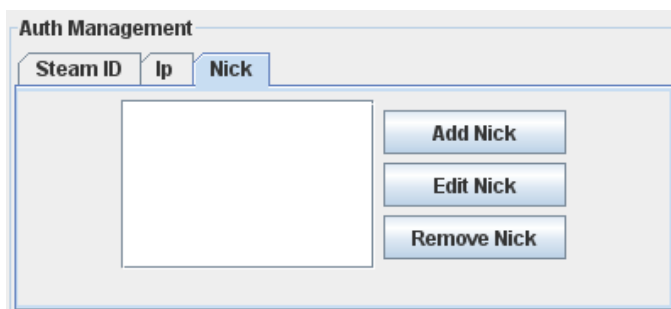 Auth Management
Steam ID Ip Nick
Add Nick
Edit Nick
Remove Nick